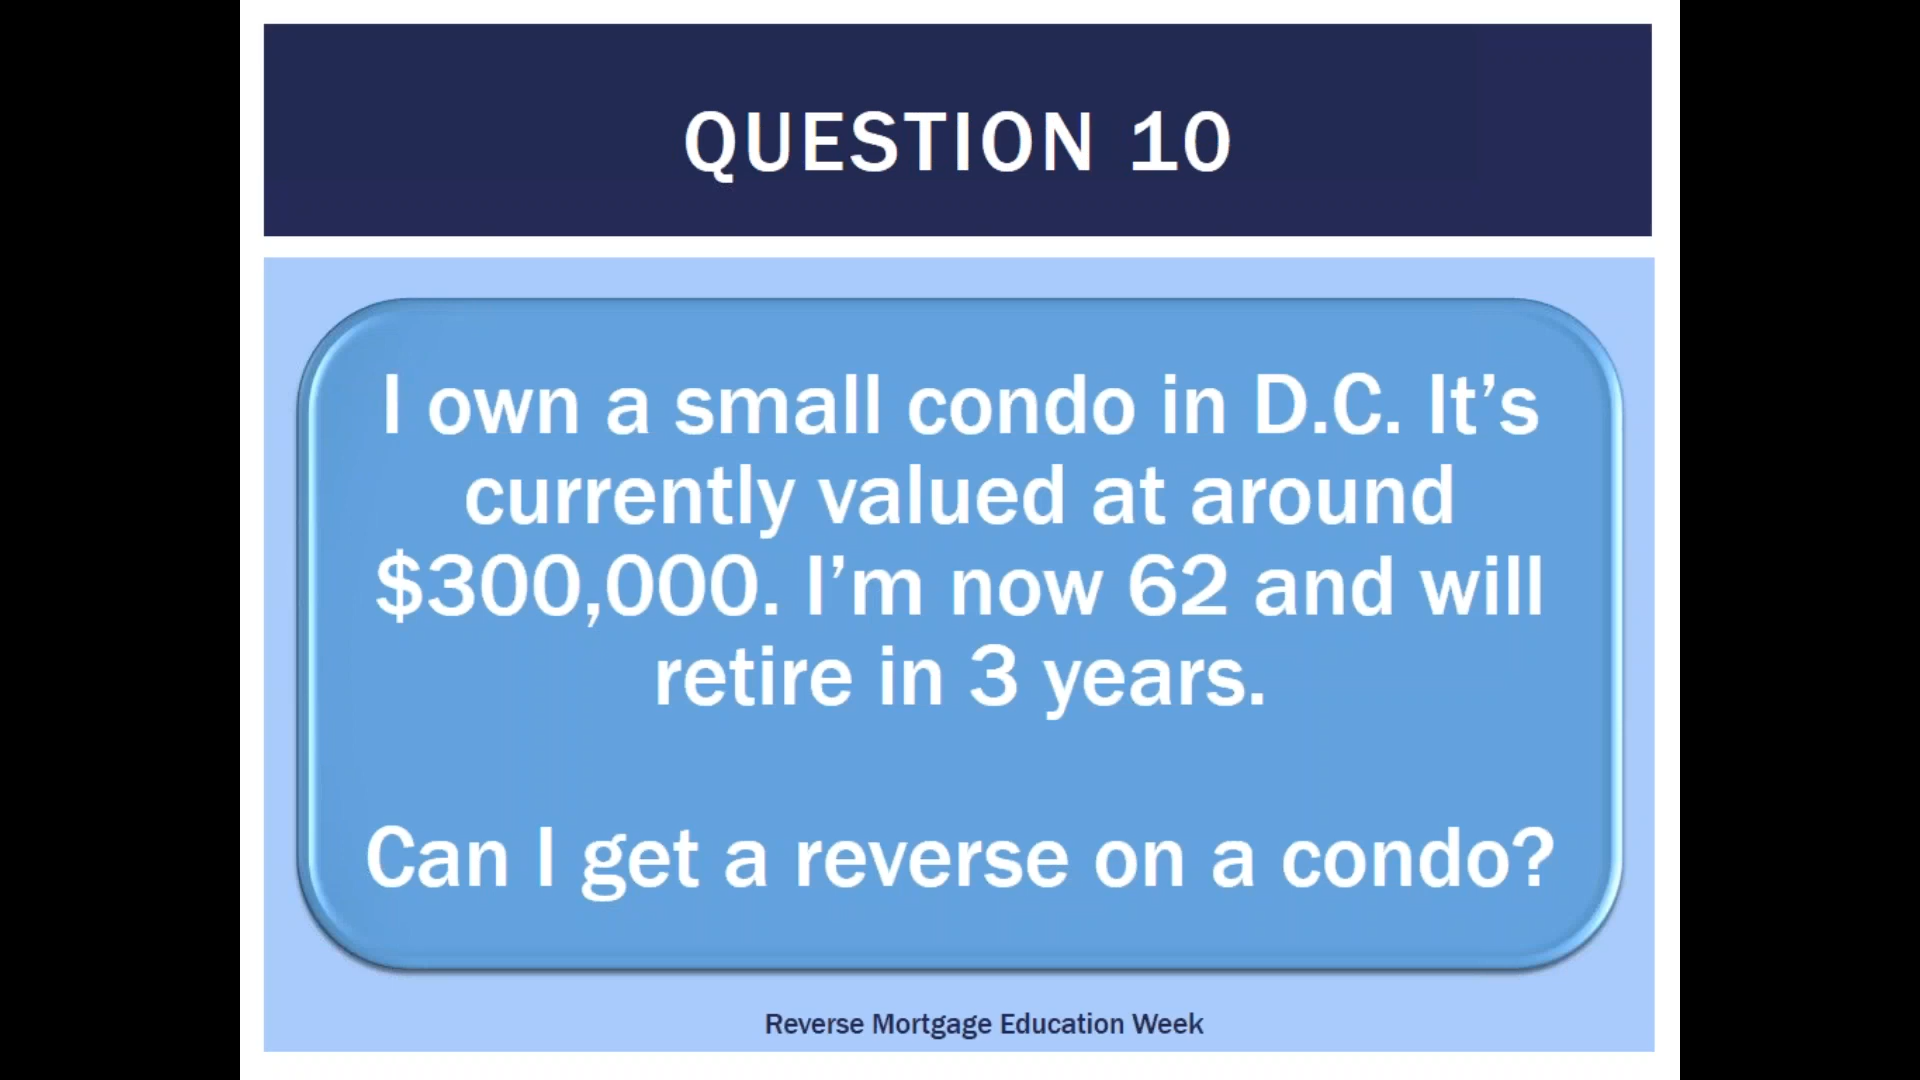 QUESTION 10
I own a small condo in D.C. It’s
currently valued at around
$300,000. I’m now 62 and will
retire in 3 years.
Can I get a reverse on a condo?
Reverse Mortgage Education Week